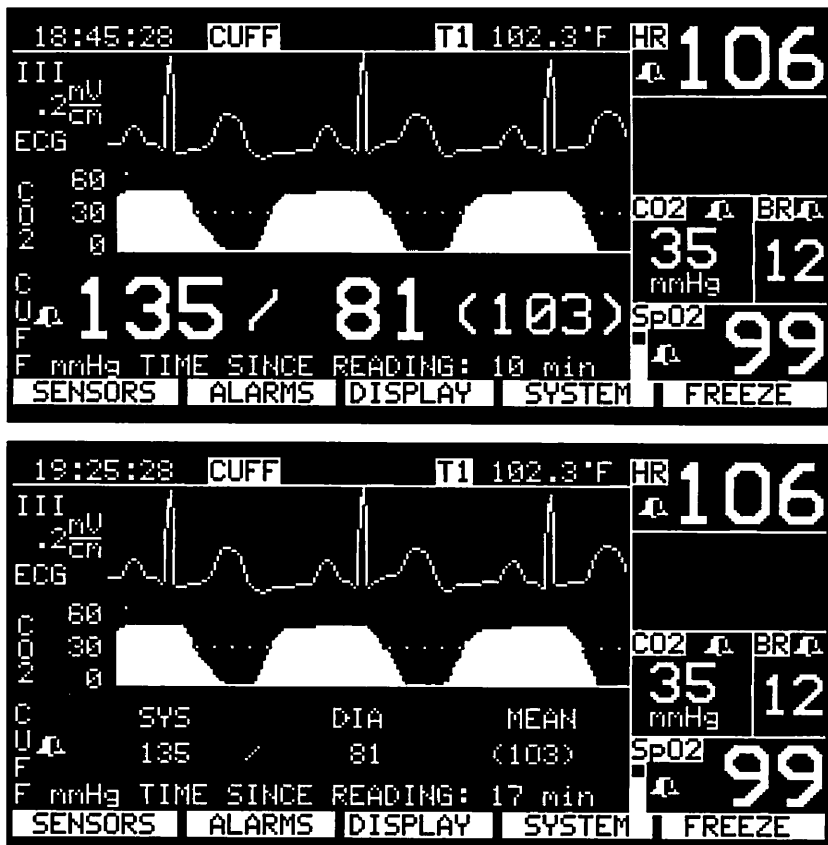 18:45:28 CUFF T1 102.3°F HR 106
III
.2 mV/cm
ECG
60
CO2 30
0
CO2 BR
35 12
mmHg
CUFF 135 / 81 (103) SpO2 99
mmHg TIME SINCE READING: 10 min
SENSORS ALARMS DISPLAY SYSTEM FREEZE
19:25:28 CUFF T1 102.3°F HR 106
III
.2 mV/cm
ECG
60
CO2 30
0
CO2 BR
35 12
mmHg
SYS DIA MEAN
CUFF 135 / 81 (103) SpO2 99
mmHg TIME SINCE READING: 17 min
SENSORS ALARMS DISPLAY SYSTEM FREEZE